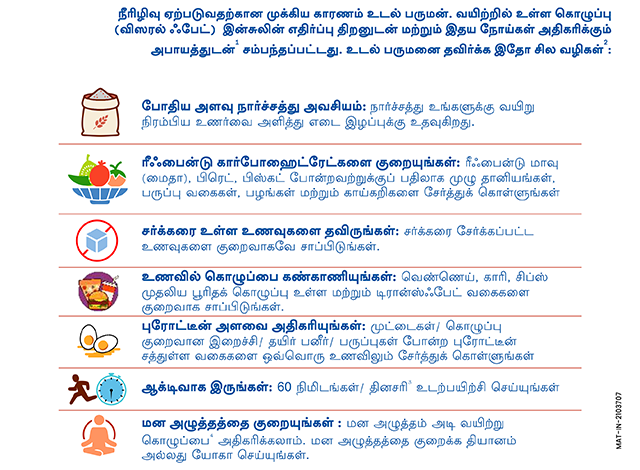 நீரிழிவு ஏற்படுவதற்கான முக்கிய காரணம் உடல் பருமன். வயிற்றில் உள்ள கொழுப்பு
(விஸரல் ஃபேட்) இன்சுலின் எதிர்ப்பு திறனுடன் மற்றும் இதய நோய்கள் அதிகரிக்கும்
அபாயத்துடன்¹ சம்பந்தப்பட்டது. உடல் பருமனை தவிர்க்க இதோ சில வழிகள்²:
போதிய அளவு நார்ச்சத்து அவசியம்: நார்ச்சத்து உங்களுக்கு வயிறு
நிரம்பிய உணர்வை அளித்து எடை இழப்புக்கு உதவுகிறது.
ரீஃபைன்டு கார்போஹைட்ரேட்களை குறையுங்கள்: ரீஃபைன்டு மாவு
(மைதா), பிரெட், பிஸ்கட் போன்றவற்றுக்குப் பதிலாக முழு தானியங்கள்,
பருப்பு வகைகள், பழங்கள் மற்றும் காய்கறிகளை சேர்த்துக் கொள்ளுங்கள்
சர்க்கரை உள்ள உணவுகளை தவிருங்கள்: சர்க்கரை சேர்க்கப்பட்ட
உணவுகளை குறைவாகவே சாப்பிடுங்கள்.
உணவில் கொழுப்பை கண்காணியுங்கள்: வெண்ணெய், காரி, சிப்ஸ்
முதலிய பூரிதக் கொழுப்பு உள்ள மற்றும் டிரான்ஸ்ஃபேட் வகைகளை
குறைவாக சாப்பிடுங்கள்.
புரோட்டீன் அளவை அதிகரியுங்கள்: முட்டைகள்/ கொழுப்பு
குறைவான இறைச்சி/ தயிர் பனீர்/ பருப்புகள் போன்ற புரோட்டீன்
சத்துள்ள வகைகளை ஒவ்வொரு உணவிலும் சேர்த்துக் கொள்ளுங்கள்
ஆக்டிவாக இருங்கள்: 60 நிமிடங்கள்/ தினசரி³ உடற்பயிற்சி செய்யுங்கள்
மன அழுத்தத்தை குறையுங்கள் : மன அழுத்தம் அடி வயிற்று
கொழுப்பை⁴ அதிகரிக்கலாம். மன அழுத்தத்தை குறைக்க தியானம்
அல்லது யோகா செய்யுங்கள்.
MAT-IN-2103707